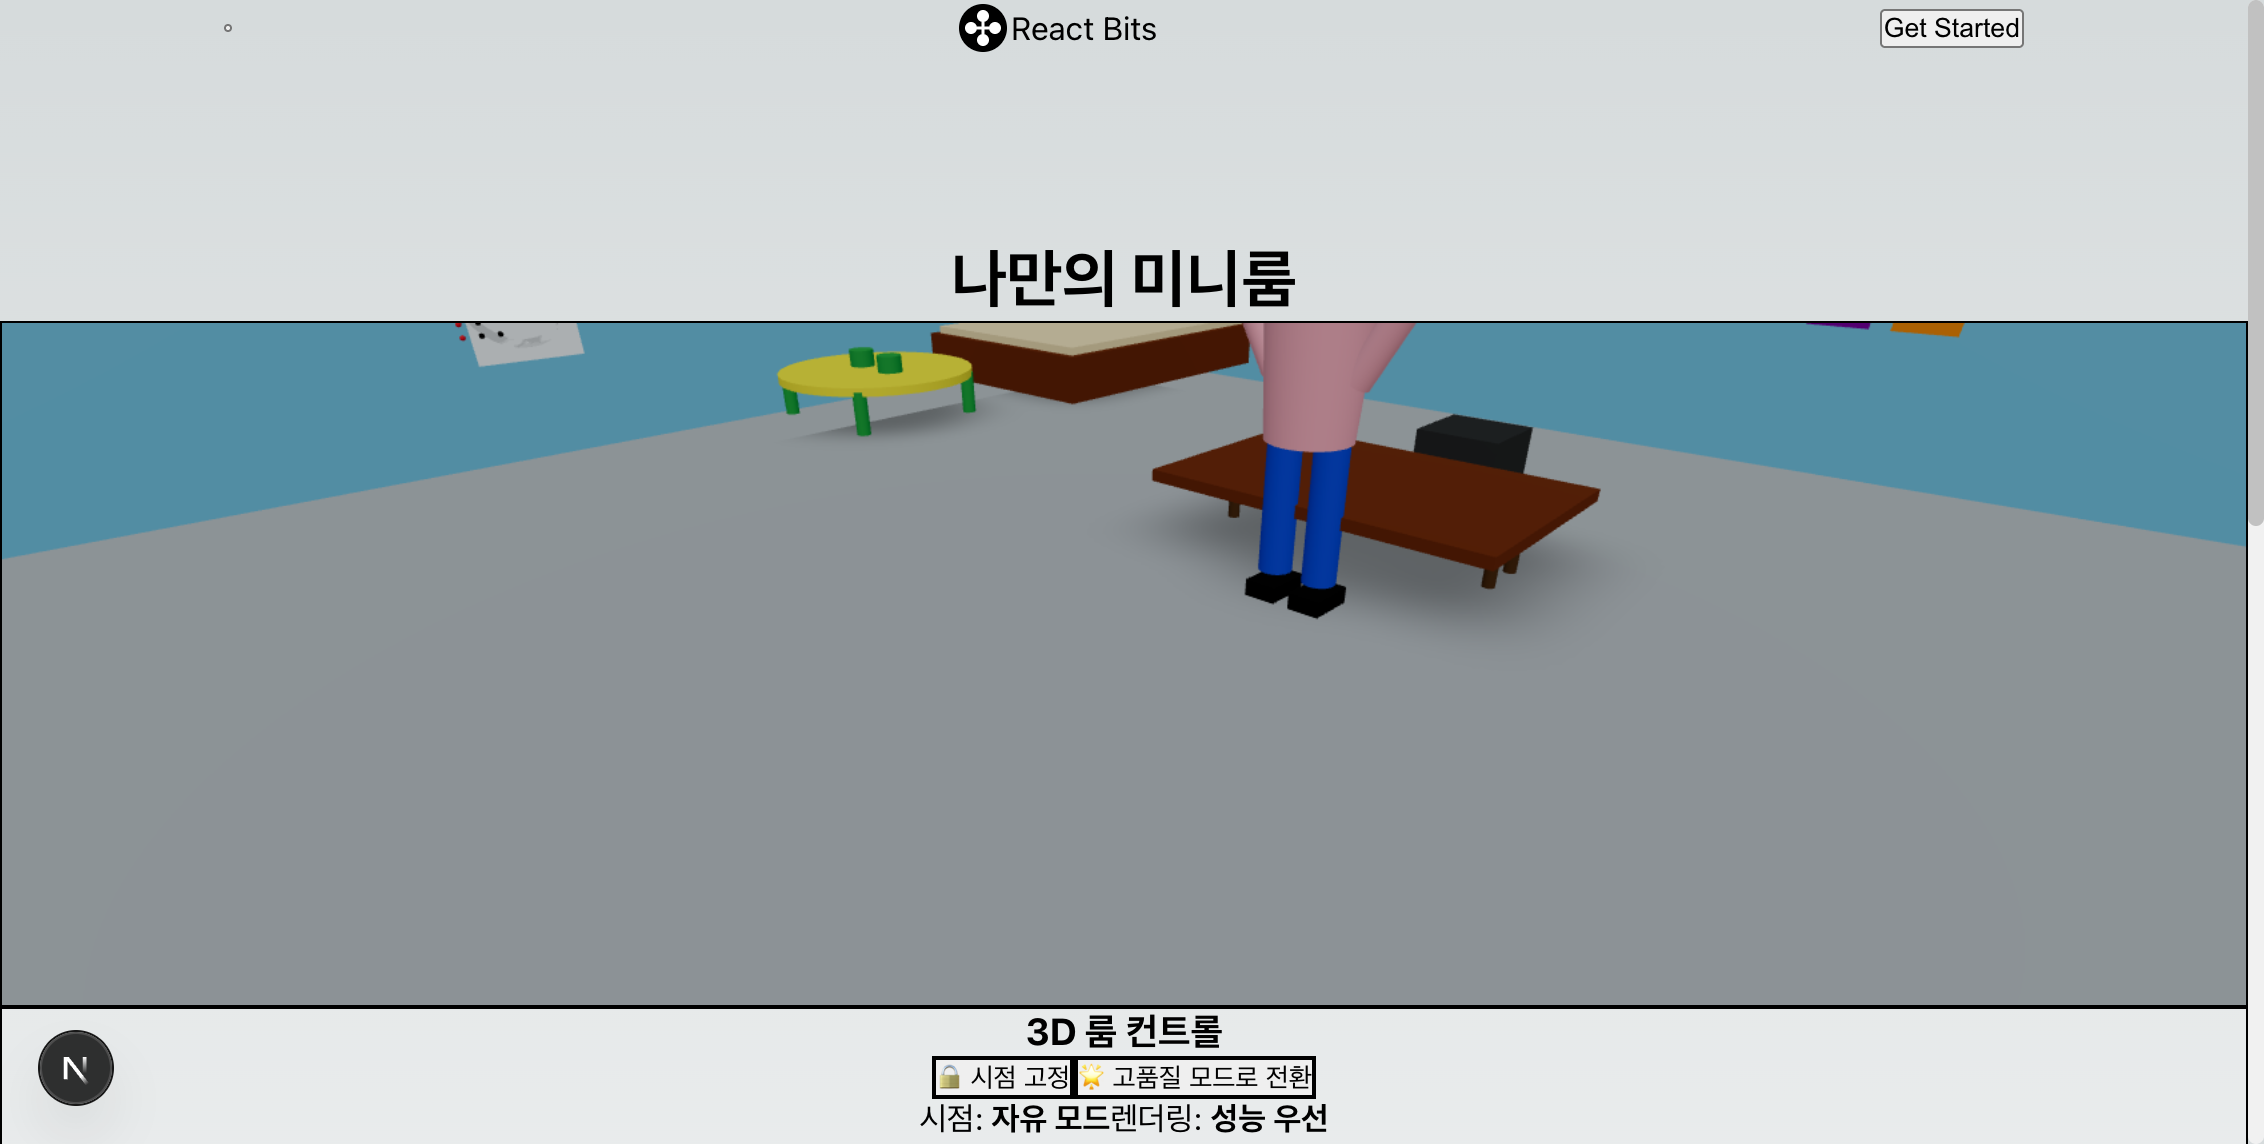 React Bits
Get Started
나만의 미니룸
3D 룸 컨트롤
🔒 시점 고정 🌟 고품질 모드로 전환
시점: 자유 모드렌더링: 성능 우선
N